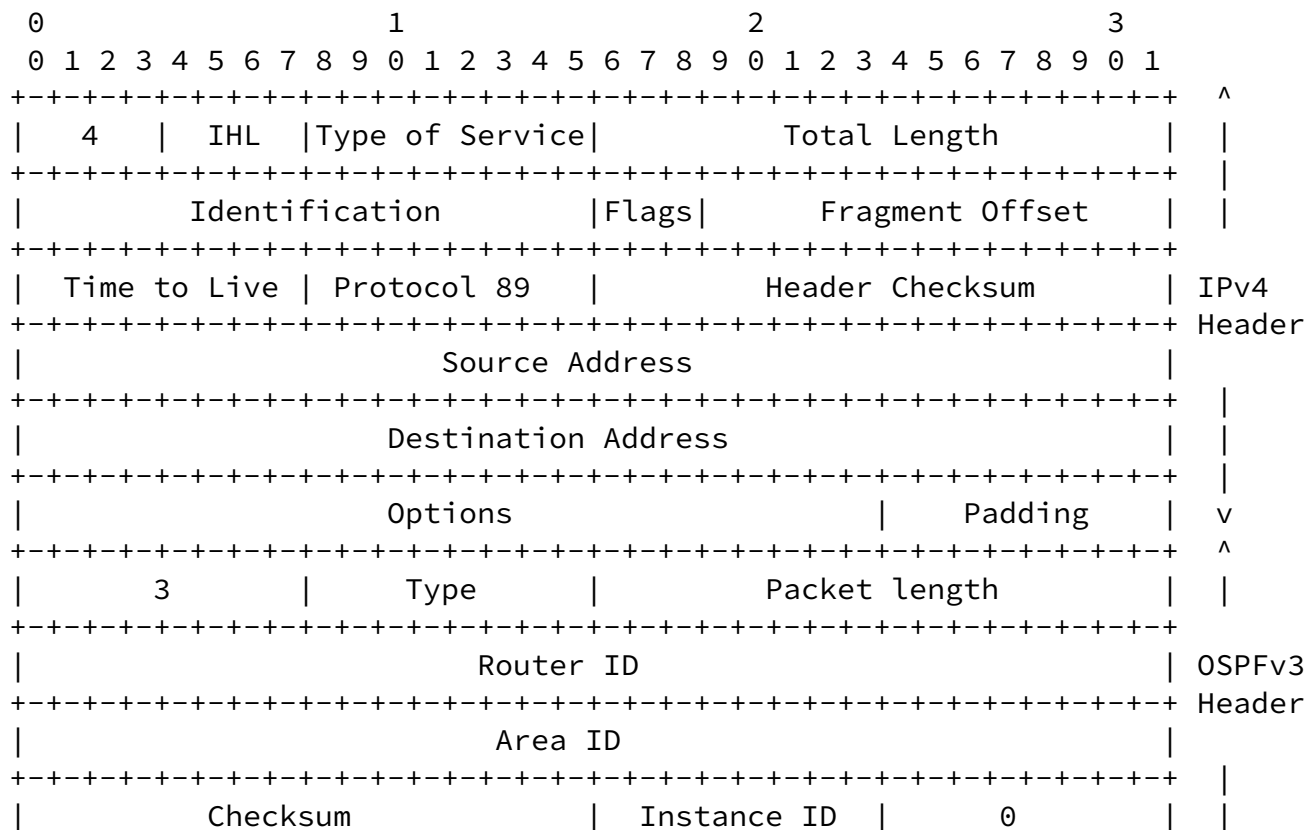 0                   1                   2                   3
 0 1 2 3 4 5 6 7 8 9 0 1 2 3 4 5 6 7 8 9 0 1 2 3 4 5 6 7 8 9 0 1
+-+-+-+-+-+-+-+-+-+-+-+-+-+-+-+-+-+-+-+-+-+-+-+-+-+-+-+-+-+-+-+-+  ^
|   4   |  IHL  |Type of Service|          Total Length         |  |
+-+-+-+-+-+-+-+-+-+-+-+-+-+-+-+-+-+-+-+-+-+-+-+-+-+-+-+-+-+-+-+-+  |
|         Identification        |Flags|      Fragment Offset    |  |
+-+-+-+-+-+-+-+-+-+-+-+-+-+-+-+-+-+-+-+-+-+-+-+-+-+-+-+-+-+-+-+-+
|  Time to Live | Protocol 89   |         Header Checksum       | IPv4
+-+-+-+-+-+-+-+-+-+-+-+-+-+-+-+-+-+-+-+-+-+-+-+-+-+-+-+-+-+-+-+-+ Header
|                       Source Address                          |
+-+-+-+-+-+-+-+-+-+-+-+-+-+-+-+-+-+-+-+-+-+-+-+-+-+-+-+-+-+-+-+-+  |
|                    Destination Address                        |  |
+-+-+-+-+-+-+-+-+-+-+-+-+-+-+-+-+-+-+-+-+-+-+-+-+-+-+-+-+-+-+-+-+  |
|                    Options                    |    Padding    |  v
+-+-+-+-+-+-+-+-+-+-+-+-+-+-+-+-+-+-+-+-+-+-+-+-+-+-+-+-+-+-+-+-+  ^
|       3       |     Type      |         Packet length         |  |
+-+-+-+-+-+-+-+-+-+-+-+-+-+-+-+-+-+-+-+-+-+-+-+-+-+-+-+-+-+-+-+-+
|                         Router ID                             | OSPFv3
+-+-+-+-+-+-+-+-+-+-+-+-+-+-+-+-+-+-+-+-+-+-+-+-+-+-+-+-+-+-+-+-+ Header
|                          Area ID                              |
+-+-+-+-+-+-+-+-+-+-+-+-+-+-+-+-+-+-+-+-+-+-+-+-+-+-+-+-+-+-+-+-+  |
|          Checksum             |  Instance ID  |      0        |  |